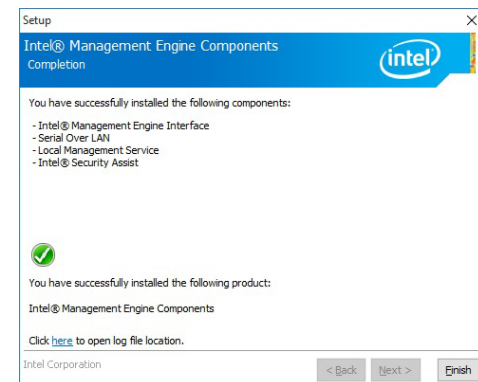 Setup
Intel® Management Engine Components
Completion
intel
You have successfully installed the following components:
- Intel® Management Engine Interface
- Serial Over LAN
- Local Management Service
- Intel® Security Assist
You have successfully installed the following product:
Intel® Management Engine Components
Click here to open log file location.
Intel Corporation
< Back Next > Finish